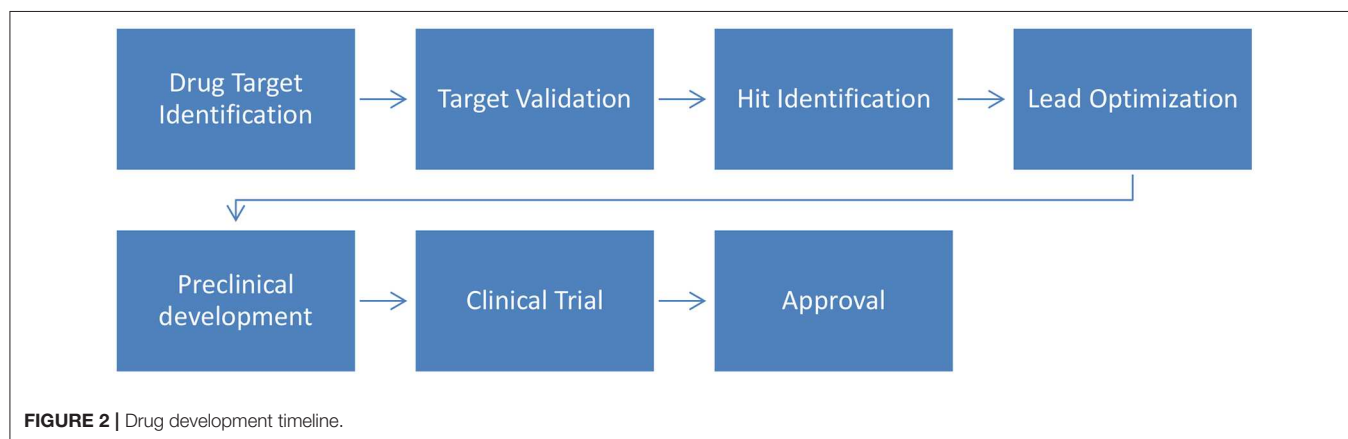 Drug Target
Identification
Target Validation
Hit Identification
Lead Optimization
Preclinical
development
Clinical Trial
Approval
FIGURE 2 | Drug development timeline.